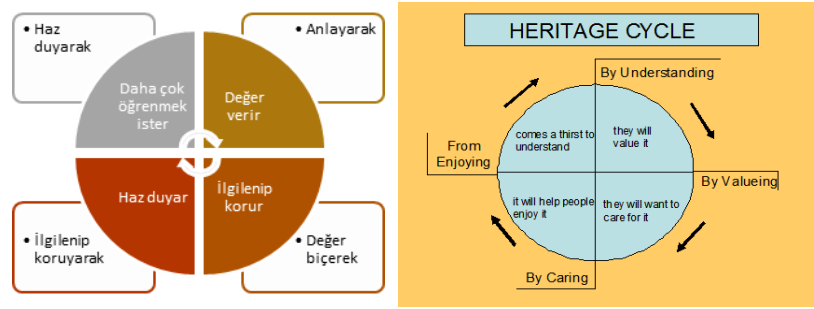 • Haz
duyarak
• Anlayarak
Daha çok
öğrenmek
ister
Değer
verir
Haz duyar
İlgilenip
korur
• İlgilenip
koruyarak
• Değer
biçerek
HERITAGE CYCLE
By Understanding
comes a thirst to
understand
they will
value it
From
Enjoying
By Valueing
it will help people
enjoy it
they will want to
care for it
By Caring